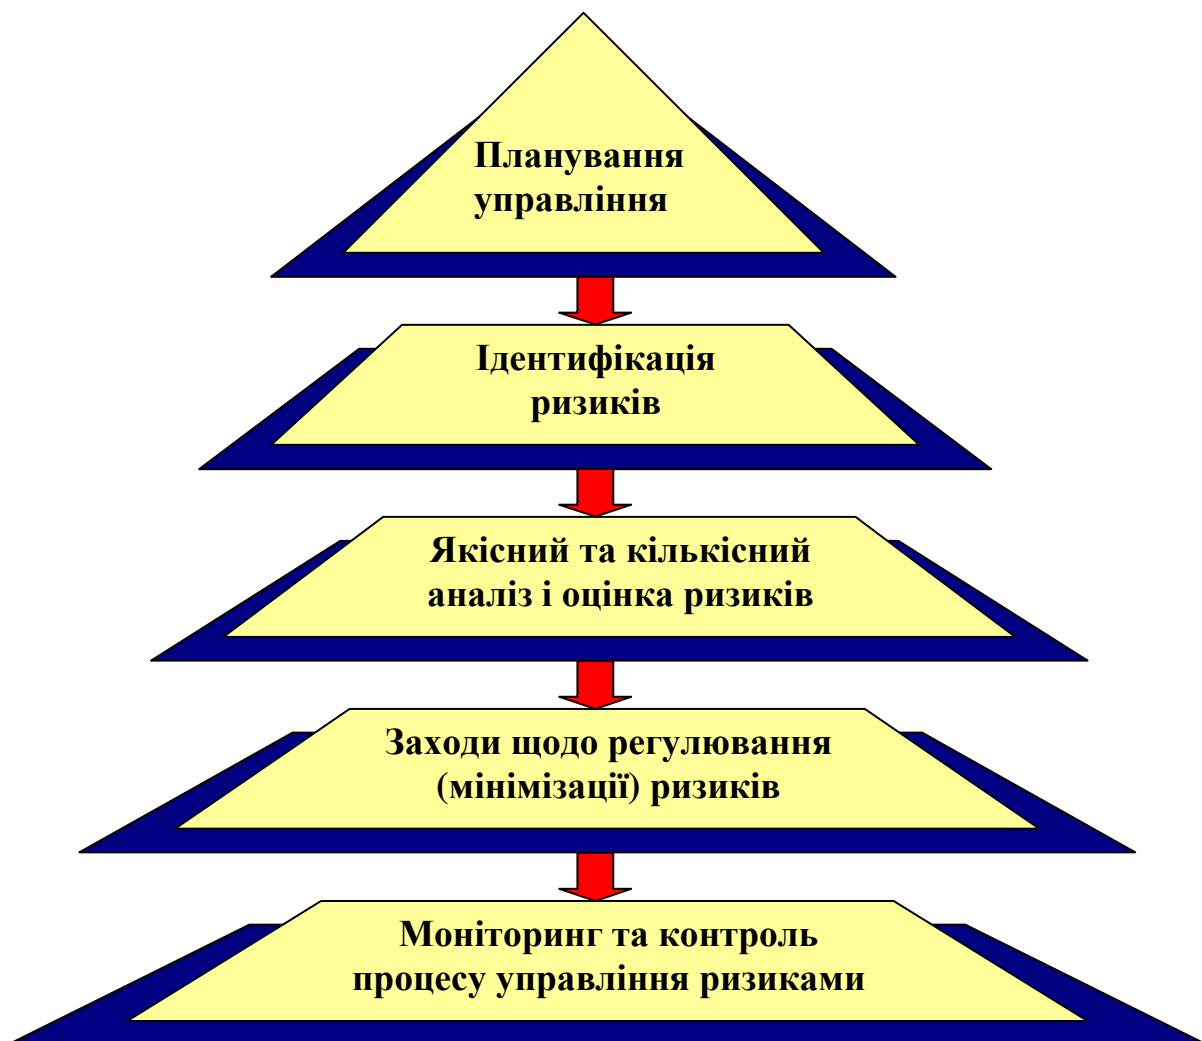 Планування
управління
Ідентифікація
ризиків
Якісний та кількісний
аналіз і оцінка ризиків
Заходи щодо регулювання
(мінімізації) ризиків
Моніторинг та контроль
процесу управління ризиками